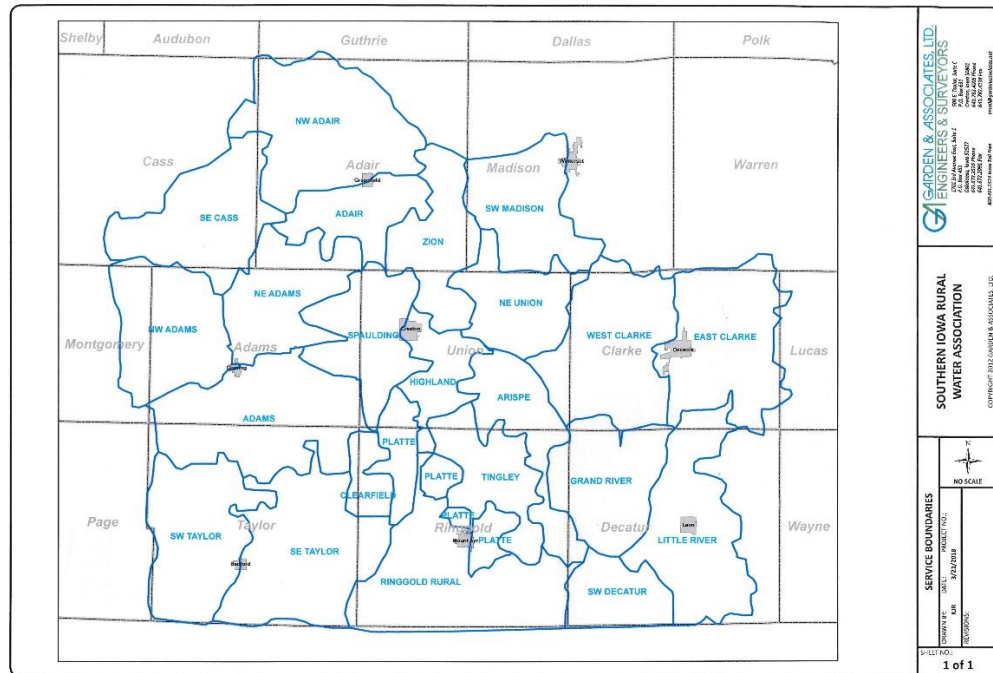 Shelby
Audubon
Guthrie
Dallas
Polk
NW ADAIR
Cass
Adair
Greenfield
Madison
Winterset
Warren
SE CASS
ADAIR
SW MADISON
ZION
NE ADAMS
NE UNION
NW ADAMS
SPAULDING
Creston
WEST CLARKE
EAST CLARKE
Montgomery
Adams
Union
Clarke
Osceola
Lucas
Corning
HIGHLAND
ARISPE
ADAMS
PLATTE
CLEARFIELD
PLATTE
TINGLEY
GRAND RIVER
PLATTE
Page
Taylor
Ringgold
Mount Ayr
PLATTE
Decatur
Leon
Wayne
SW TAYLOR
SE TAYLOR
LITTLE RIVER
Bedford
RINGGOLD RURAL
SW DECATUR
GARDEN & ASSOCIATES, LTD.
ENGINEERS & SURVEYORS
SOUTHERN IOWA RURAL
WATER ASSOCIATION
COPYRIGHT 2012 GARDEN & ASSOCIATES, LTD.
N
NO SCALE
SERVICE BOUNDARIES
DRAWN BY: KJR
DATE: 3/21/2018
PROJECT NO.:
REVISIONS:
SHEET NO.:
1 of 1